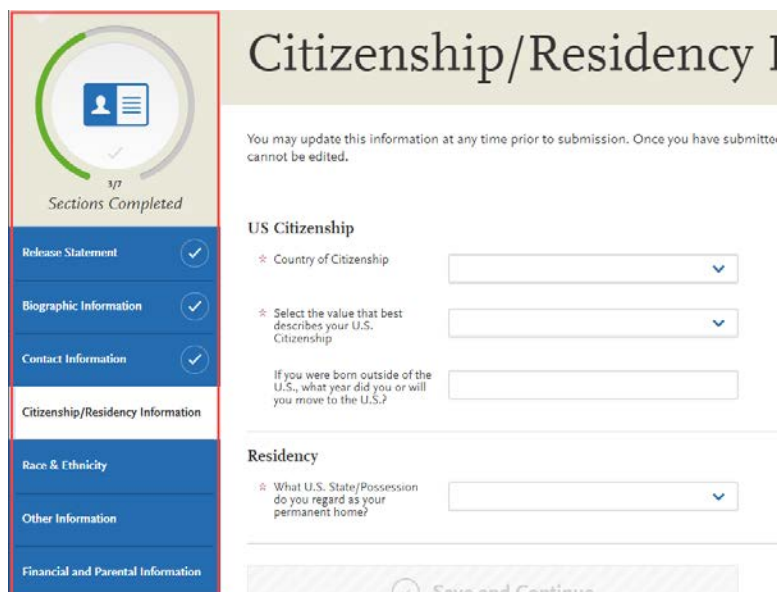 Citizenship/Residency
You may update this information at any time prior to submission. Once you have submitted
cannot be edited.
3/7
Sections Completed
Release Statement
Biographic Information
Contact Information
Citizenship/Residency Information
Race & Ethnicity
Other Information
Financial and Parental Information
US Citizenship
* Country of Citizenship
* Select the value that best
describes your U.S.
Citizenship
If you were born outside of the
U.S., what year did you or will
you move to the U.S.?
Residency
* What U.S. State/Possession
do you regard as your
permanent home?
Save and Continue